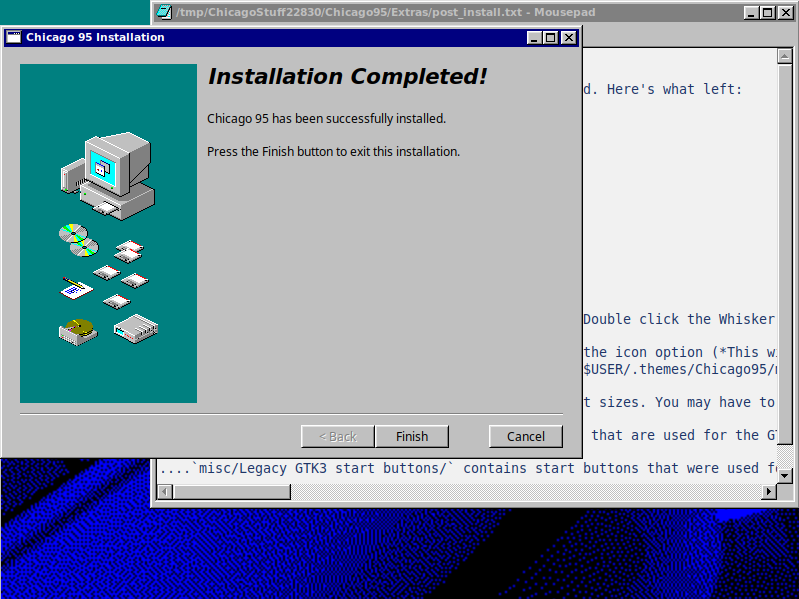 /tmp/ChicagoStuff22830/Chicago95/Extras/post_install.txt - Mousepad
Chicago 95 Installation
Installation Completed!
Chicago 95 has been successfully installed.
Press the Finish button to exit this installation.
< Back
Finish
Cancel
d. Here's what left:
Double click the Whisker
the icon option (*This
$USER/.themes/Chicago95/
t sizes. You may have to
that are used for the
....`misc/Legacy GTK3 start buttons/` contains start buttons that were used